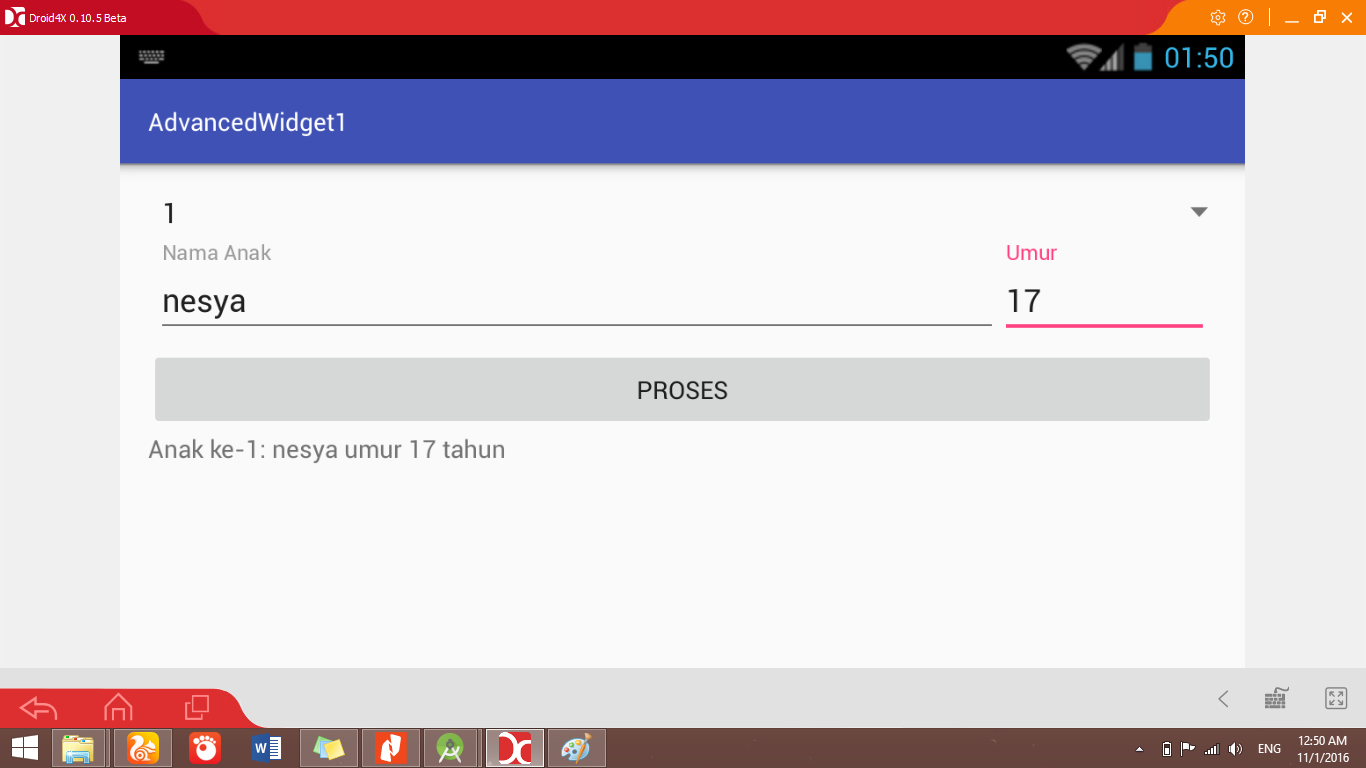 Droid4X 0.10.5 Beta
01:50
AdvancedWidget1
1
Nama Anak
Umur
nesya
17
PROSES
Anak ke-1: nesya umur 17 tahun
ENG
12:50 AM
11/1/2016